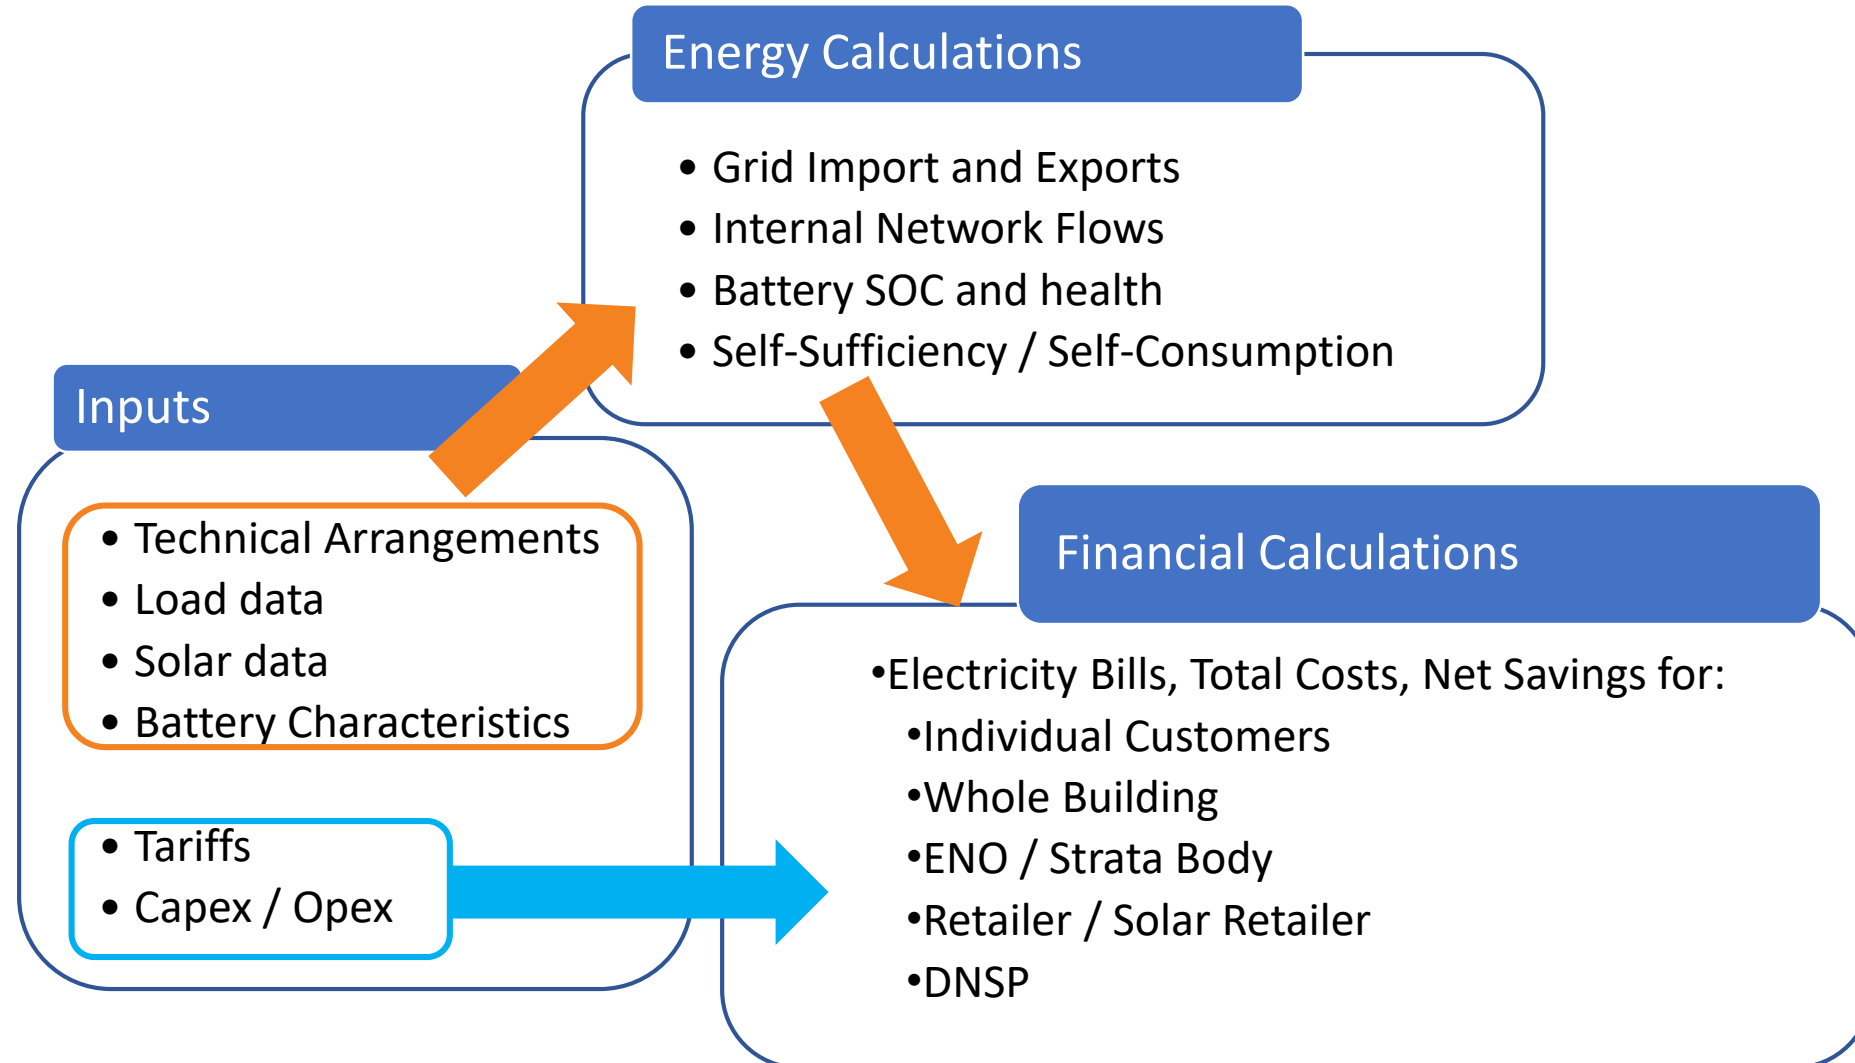 Energy Calculations
• Grid Import and Exports
• Internal Network Flows
• Battery SOC and health
• Self-Sufficiency / Self-Consumption
Inputs
• Technical Arrangements
• Load data
• Solar data
• Battery Characteristics
• Tariffs
• Capex / Opex
Financial Calculations
•Electricity Bills, Total Costs, Net Savings for:
•Individual Customers
•Whole Building
•ENO / Strata Body
•Retailer / Solar Retailer
•DNSP